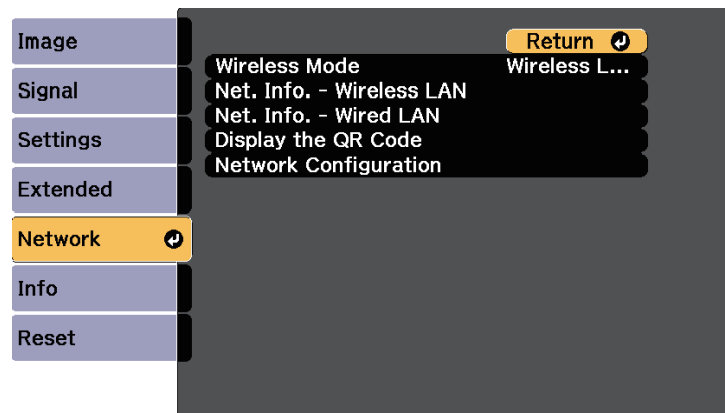 Image
Signal
Settings
Extended
Network
Info
Reset
Return
Wireless Mode Wireless L...
Net. Info. - Wireless LAN
Net. Info. - Wired LAN
Display the QR Code
Network Configuration